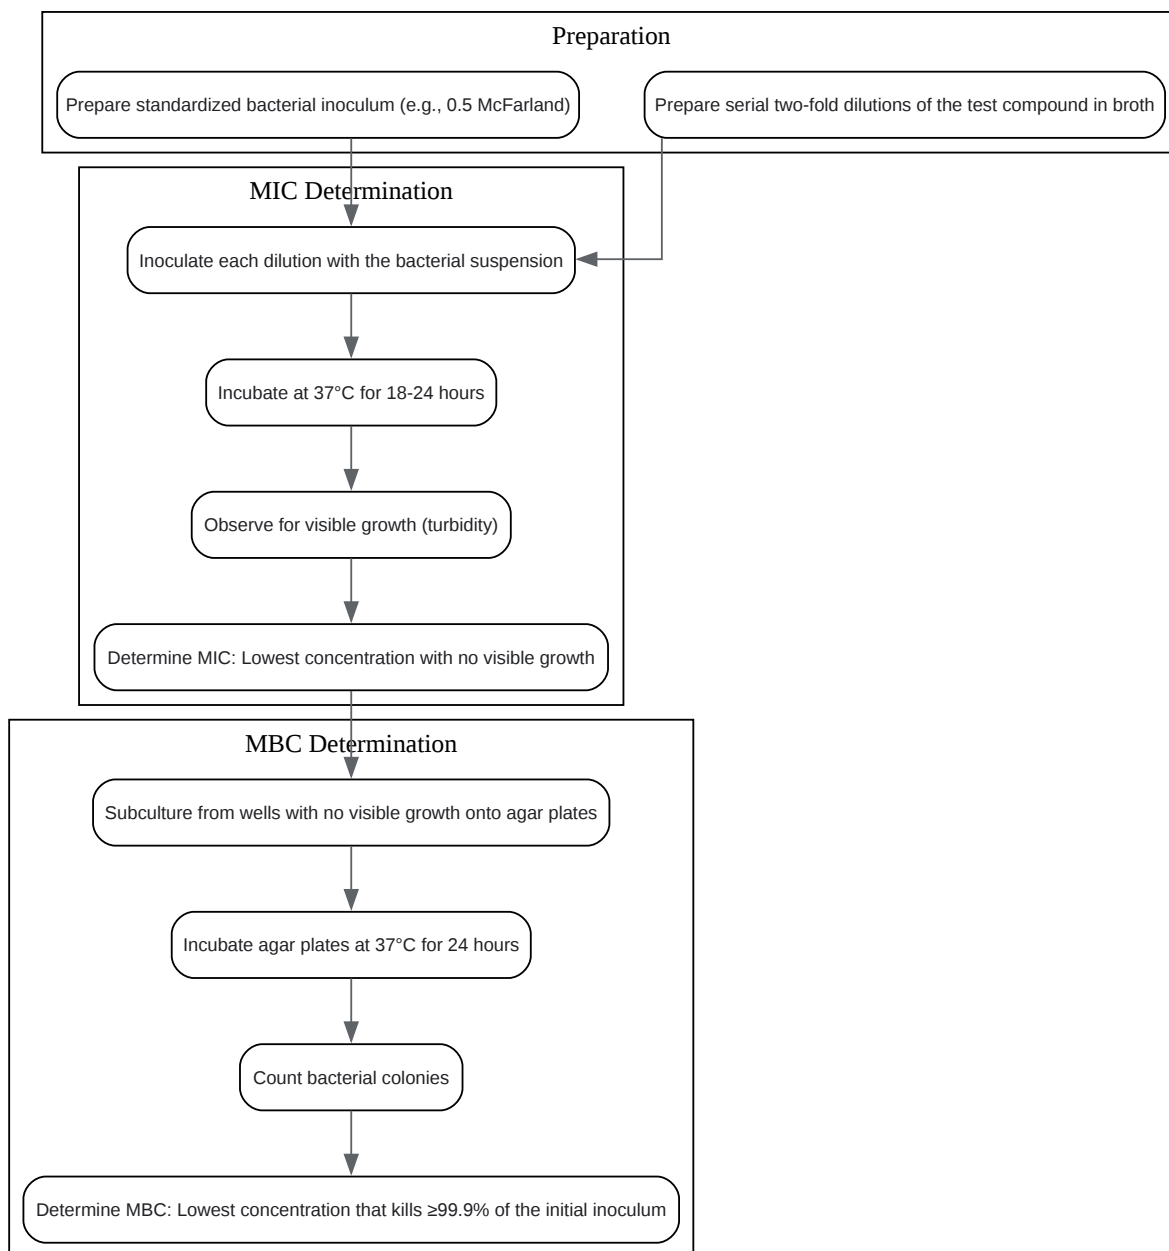 Preparation
Prepare standardized bacterial inoculum (e.g., 0.5 McFarland)
Prepare serial two-fold dilutions of the test compound in broth
MIC Determination
Inoculate each dilution with the bacterial suspension
Incubate at 37°C for 18-24 hours
Observe for visible growth (turbidity)
Determine MIC: Lowest concentration with no visible growth
MBC Determination
Subculture from wells with no visible growth onto agar plates
Incubate agar plates at 37°C for 24 hours
Count bacterial colonies
Determine MBC: Lowest concentration that kills ≥99.9% of the initial inoculum